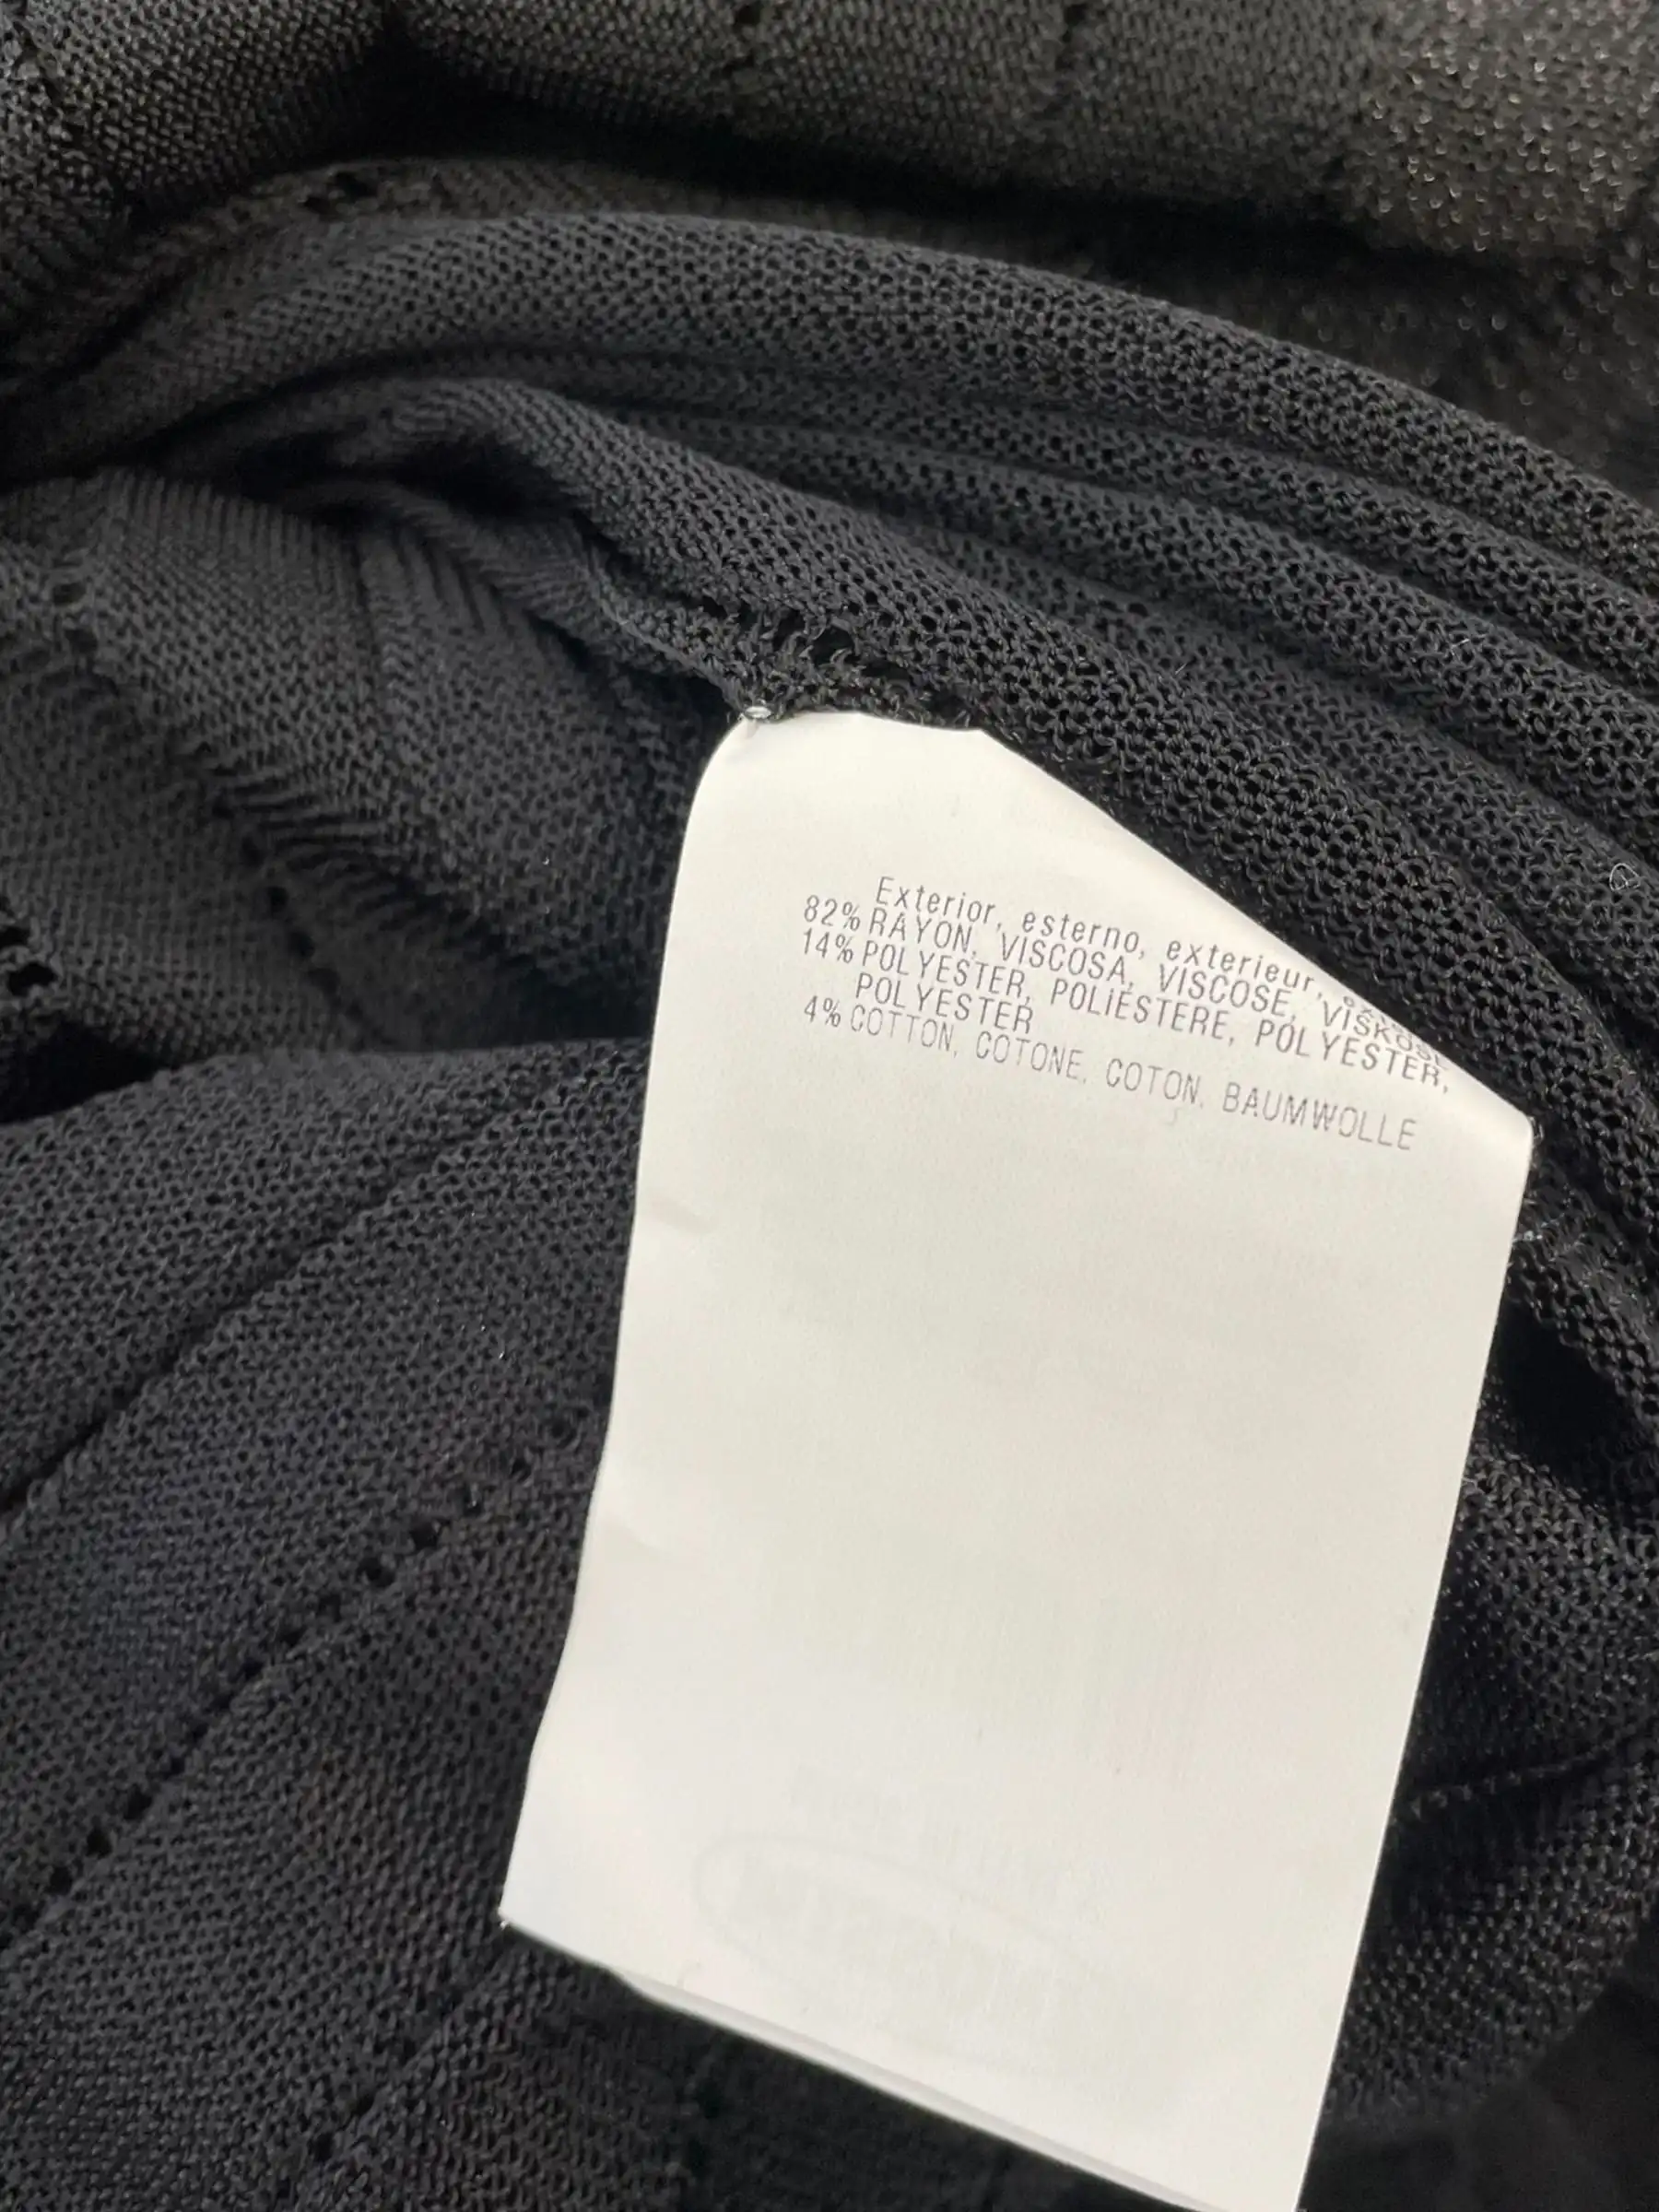 Exterior, esterno, exterieur,
82% RAYON, VISCOSA, VISCOSE, VISKOSE
14% POLYESTER, POLIESTERE, POLYESTER,
POLYESTER
4% COTTON, COTONE, COTON, BAUMWOLLE